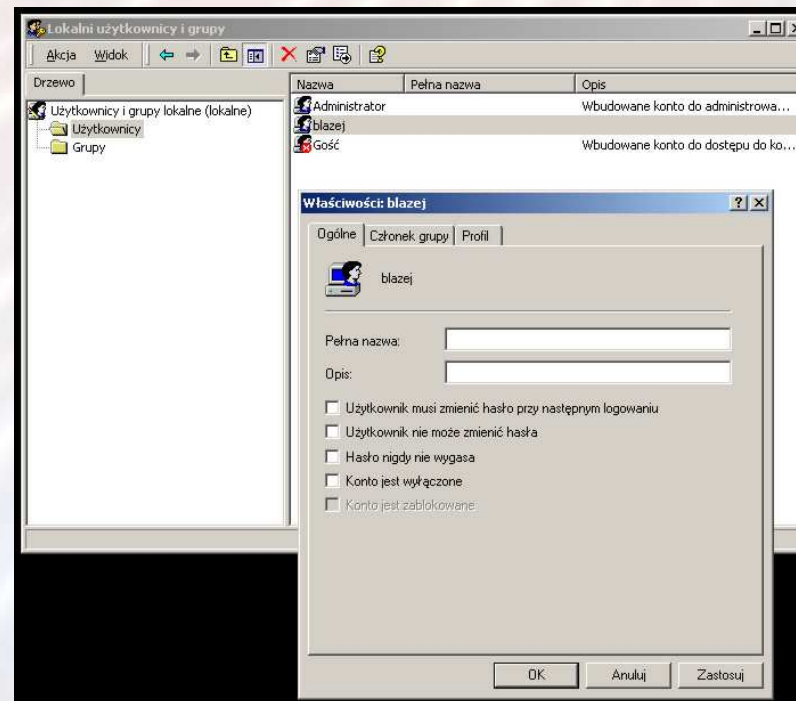 Lokalni użytkownicy i grupy
Akcja Widok
Drzewo
Użytkownicy i grupy lokalne (lokalne)
Użytkownicy
Grupy
Nazwa Pełna nazwa Opis
Administrator Wbudowane konto do administrowa...
blazej
Gość Wbudowane konto do dostępu do ko...
Właściwości: blazej
Ogólne Członek grupy Profil
blazej
Pełna nazwa:
Opis:
Użytkownik musi zmienić hasło przy następnym logowaniu
Użytkownik nie może zmienić hasła
Hasło nigdy nie wygasa
Konto jest wyłączone
Konto jest zablokowane
OK Anuluj Zastosuj